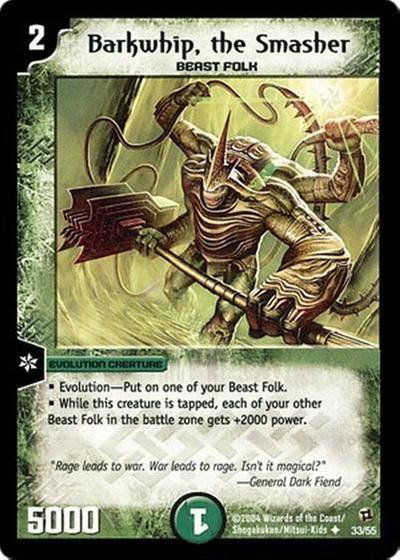 2
Barkwhip, the Smasher
BEAST FOLK
EVOLUTION CREATURE
▪ Evolution—Put on one of your Beast Folk.
▪ While this creature is tapped, each of your other
Beast Folk in the battle zone gets +2000 power.
"Rage leads to war. War leads to rage. Isn't it magical?"
—General Dark Fiend
5000
1
©2004 Wizards of the Coast/
Shogakukan/Mitsui-Kids ♦ 33/55